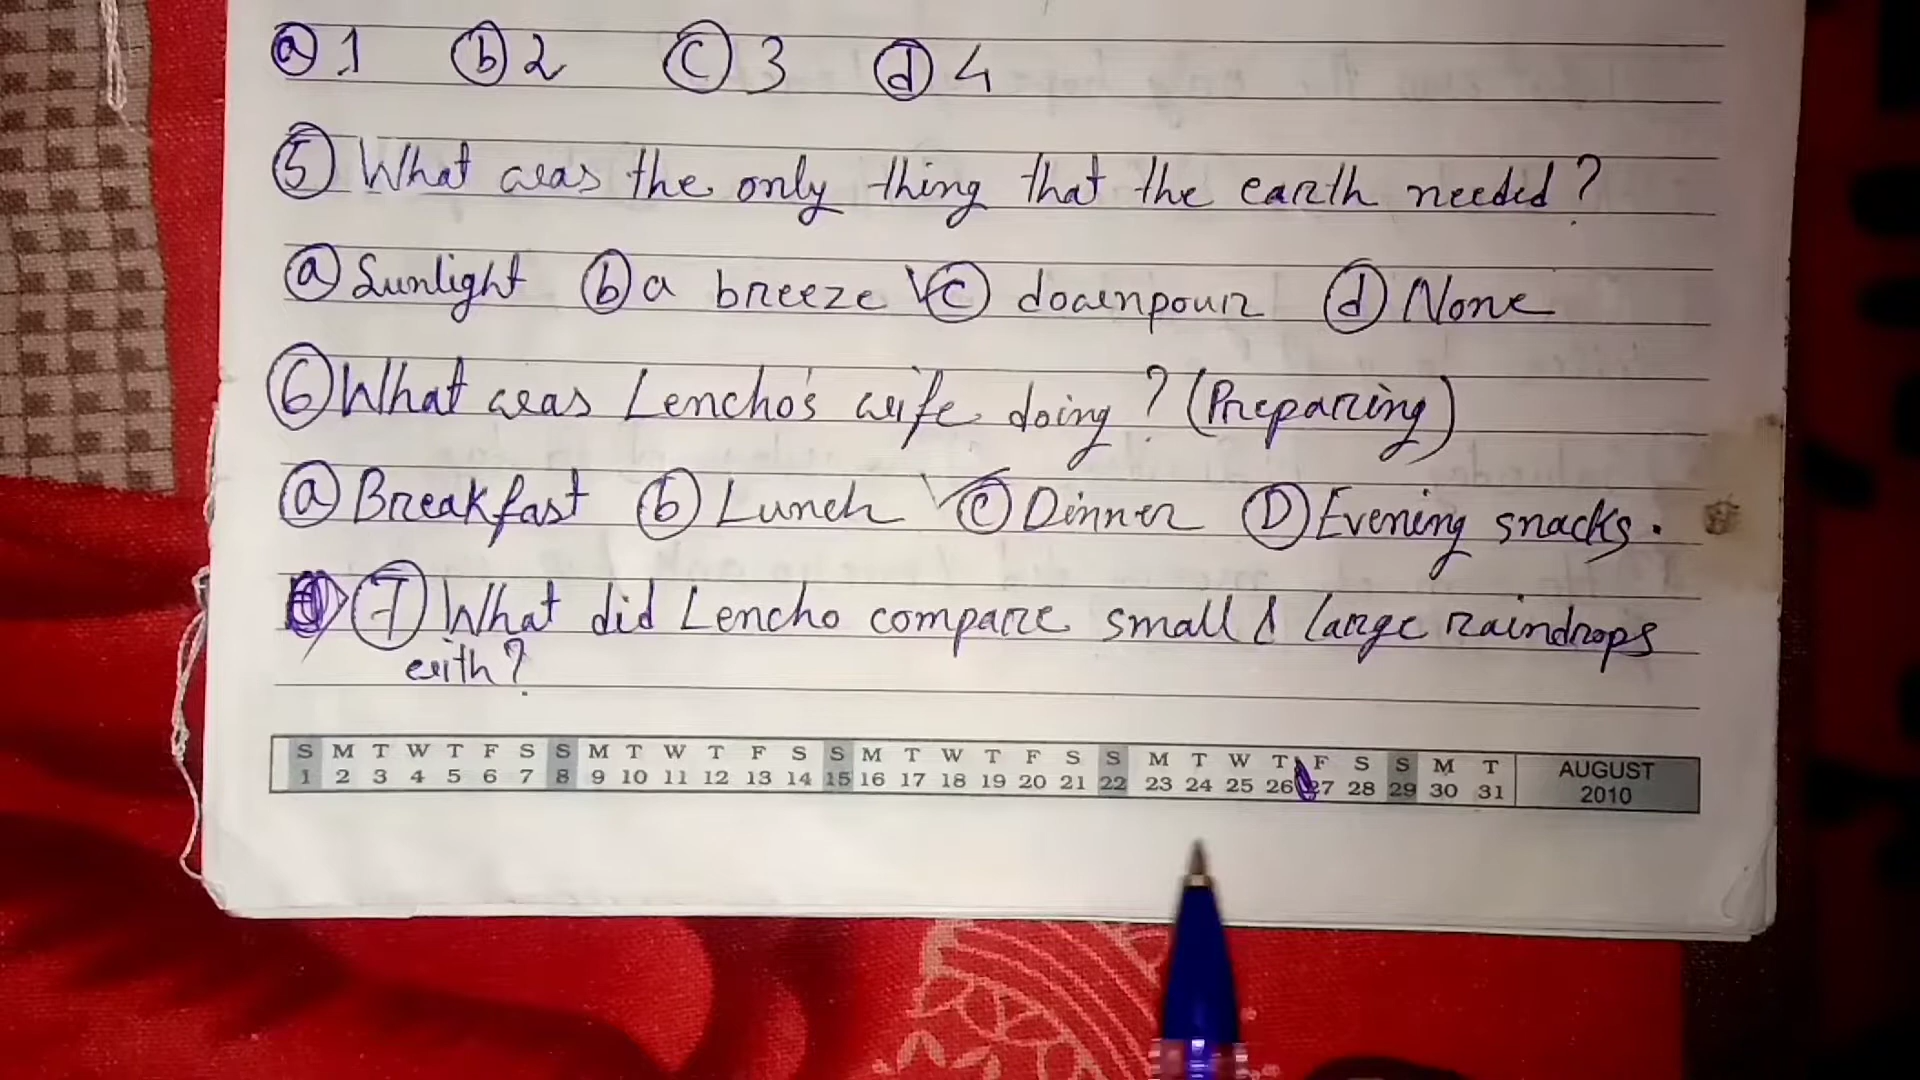 ⓐ 1 ⓑ 2 ⓒ 3 ⓓ 4
⑤ What was the only thing that the earth needed?
ⓐ Sunlight ⓑ a breeze ✓ⓒ downpour ⓓ None
⑥ What was Lencho's wife doing? (Preparing)
ⓐ Breakfast ⓑ Lunch ✓ⓒ Dinner Ⓓ Evening snacks.
⑦ What did Lencho compare small & large raindrops
with?
S M T W T F S S M T W T F S S M T W T F S S M T W T F S S M T
1 2 3 4 5 6 7 8 9 10 11 12 13 14 15 16 17 18 19 20 21 22 23 24 25 26 27 28 29 30 31
AUGUST
2010